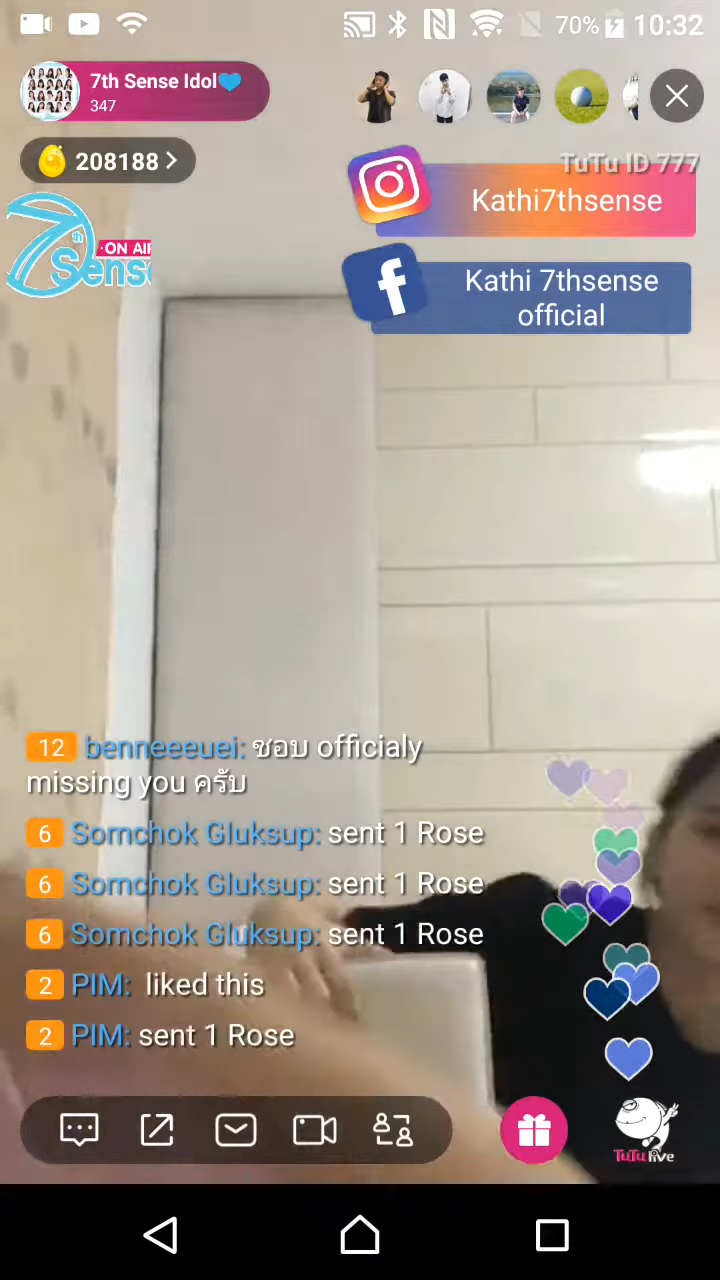 70% 10:32
7th Sense Idol💙
347
208188 >
TuTu ID 777
Kathi7thsense
7th Sense
·ON AIR
Kathi 7thsense
official
12 benneeeuei: ชอบ officialy
missing you ครับ
6 Somchok Gluksup: sent 1 Rose
6 Somchok Gluksup: sent 1 Rose
6 Somchok Gluksup: sent 1 Rose
2 PIM: liked this
2 PIM: sent 1 Rose
TuTu live